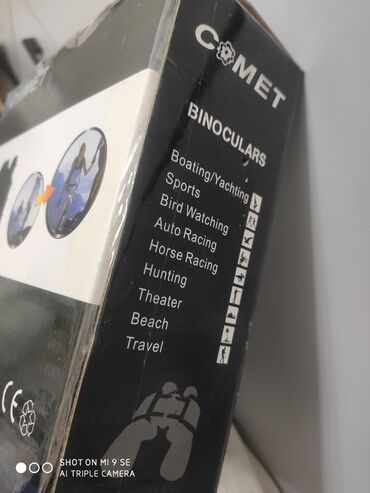 COMET
BINOCULARS
Boating/Yachting
Sports
Bird Watching
Auto Racing
Horse Racing
Hunting
Theater
Beach
Travel
CE
SHOT ON MI 9 SE
AI TRIPLE CAMERA